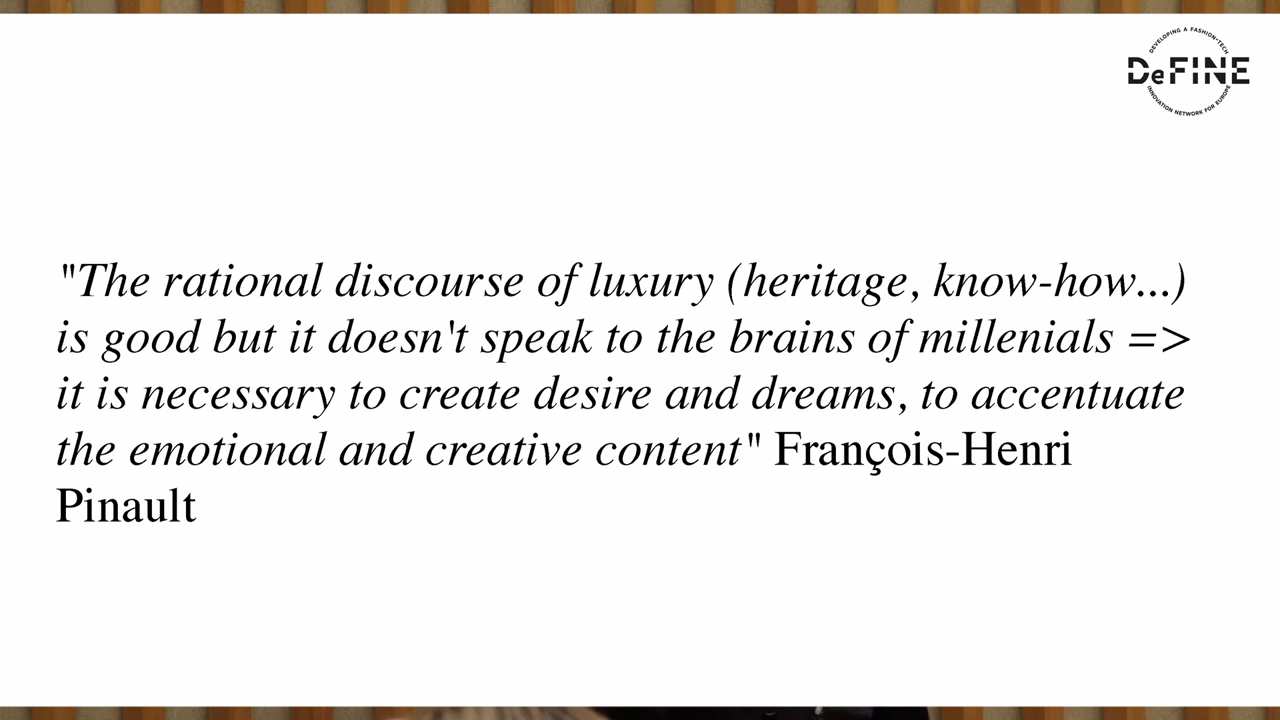 DEVELOPING A FASHION-TECH
DeFINE
INNOVATION NETWORK FOR EUROPE
"The rational discourse of luxury (heritage, know-how...)
is good but it doesn't speak to the brains of millenials =>
it is necessary to create desire and dreams, to accentuate
the emotional and creative content" François-Henri
Pinault